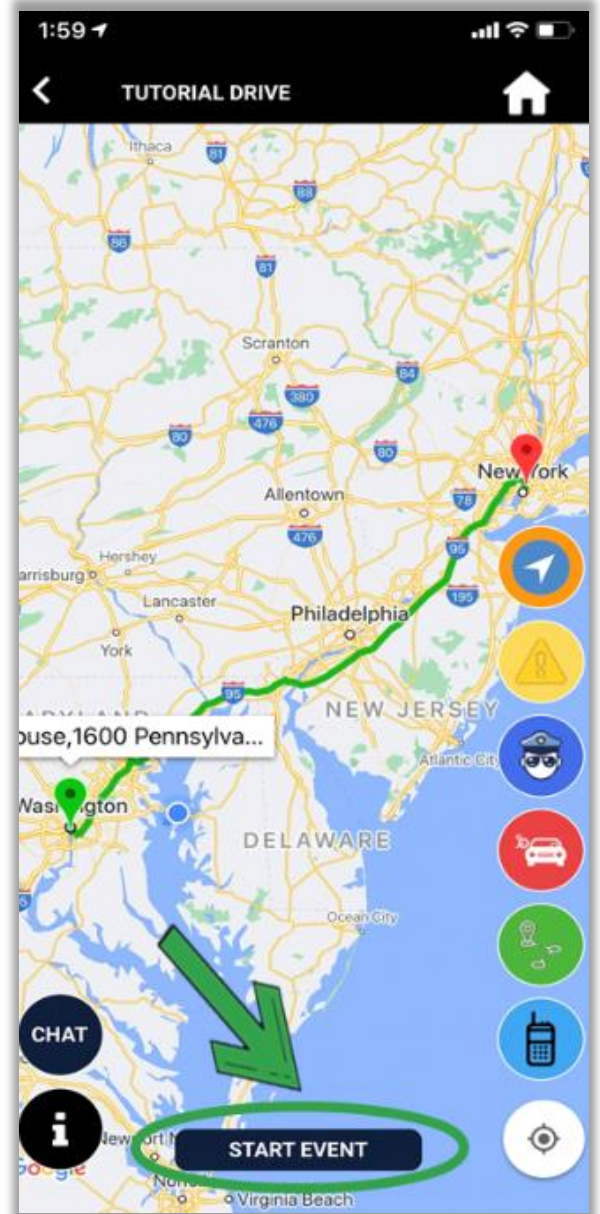 1:59
TUTORIAL DRIVE
Ithaca
81
88
86
81
Scranton
84
380
476
80
80
New York
Allentown
78
476
95
Hershey
arrisburg
195
Lancaster
Philadelphia
York
95
NEW JERSEY
ouse,1600 Pennsylva...
Atlantic City
Washington
DELAWARE
Ocean City
CHAT
i
Newport N
START EVENT
Google
Norfolk
Virginia Beach